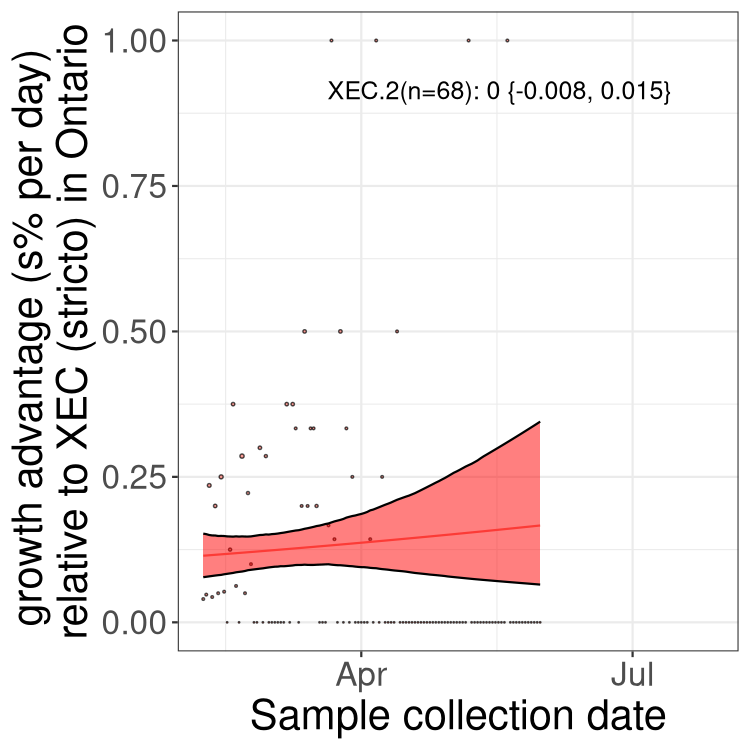 1.00
XEC.2(n=68): 0 {-0.008, 0.015}
0.75
0.50
0.25
0.00
growth advantage (s% per day)
relative to XEC (stricto) in Ontario
Apr
Jul
Sample collection date